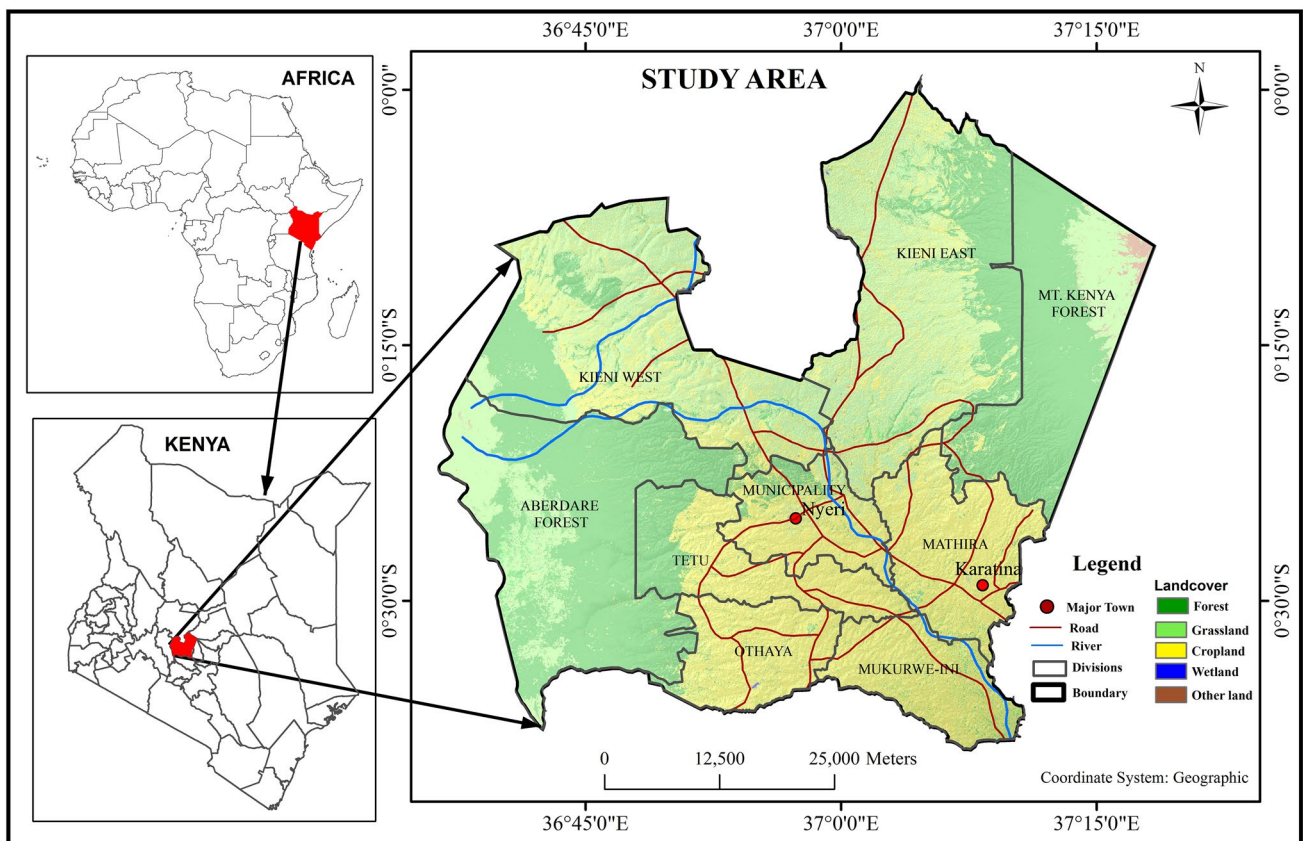 AFRICA
KENYA
STUDY AREA
N
36°45'0"E
37°0'0"E
37°15'0"E
0°0'0"
0°15'0"S
0°30'0"S
0°0'0"
0°15'0"S
0°30'0"S
36°45'0"E
37°0'0"E
37°15'0"E
KIENI EAST
MT. KENYA
FOREST
KIENI WEST
ABERDARE
FOREST
MUNICIPALITY
Nyeri
TETU
MATHIRA
Karatina
OTHAYA
MUKURWE-INI
Legend
Major Town
Road
River
Divisions
Boundary
Landcover
Forest
Grassland
Cropland
Wetland
Other land
0 12,500 25,000 Meters
Coordinate System: Geographic